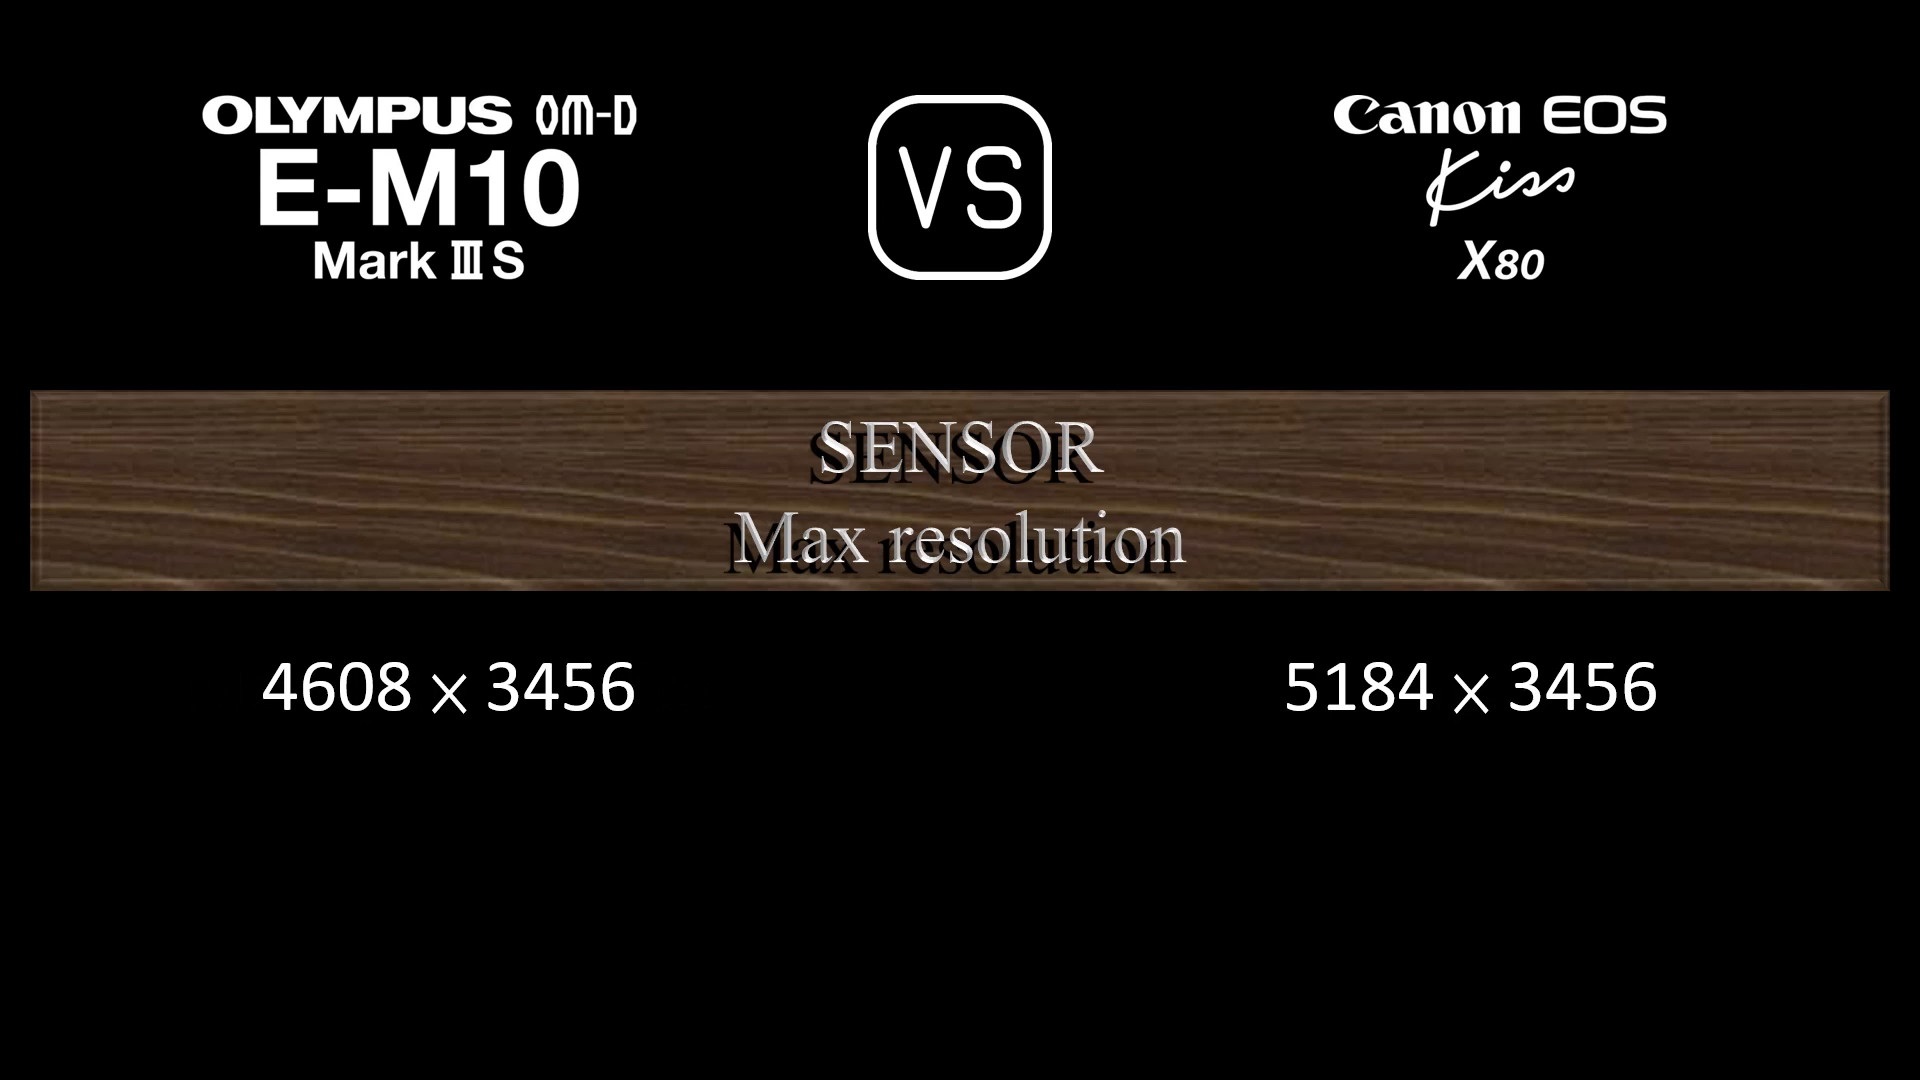 OLYMPUS OM-D
E-M10
Mark III S
VS
Canon EOS
Kiss
X80
SENSOR
Max resolution
4608 x 3456
5184 x 3456